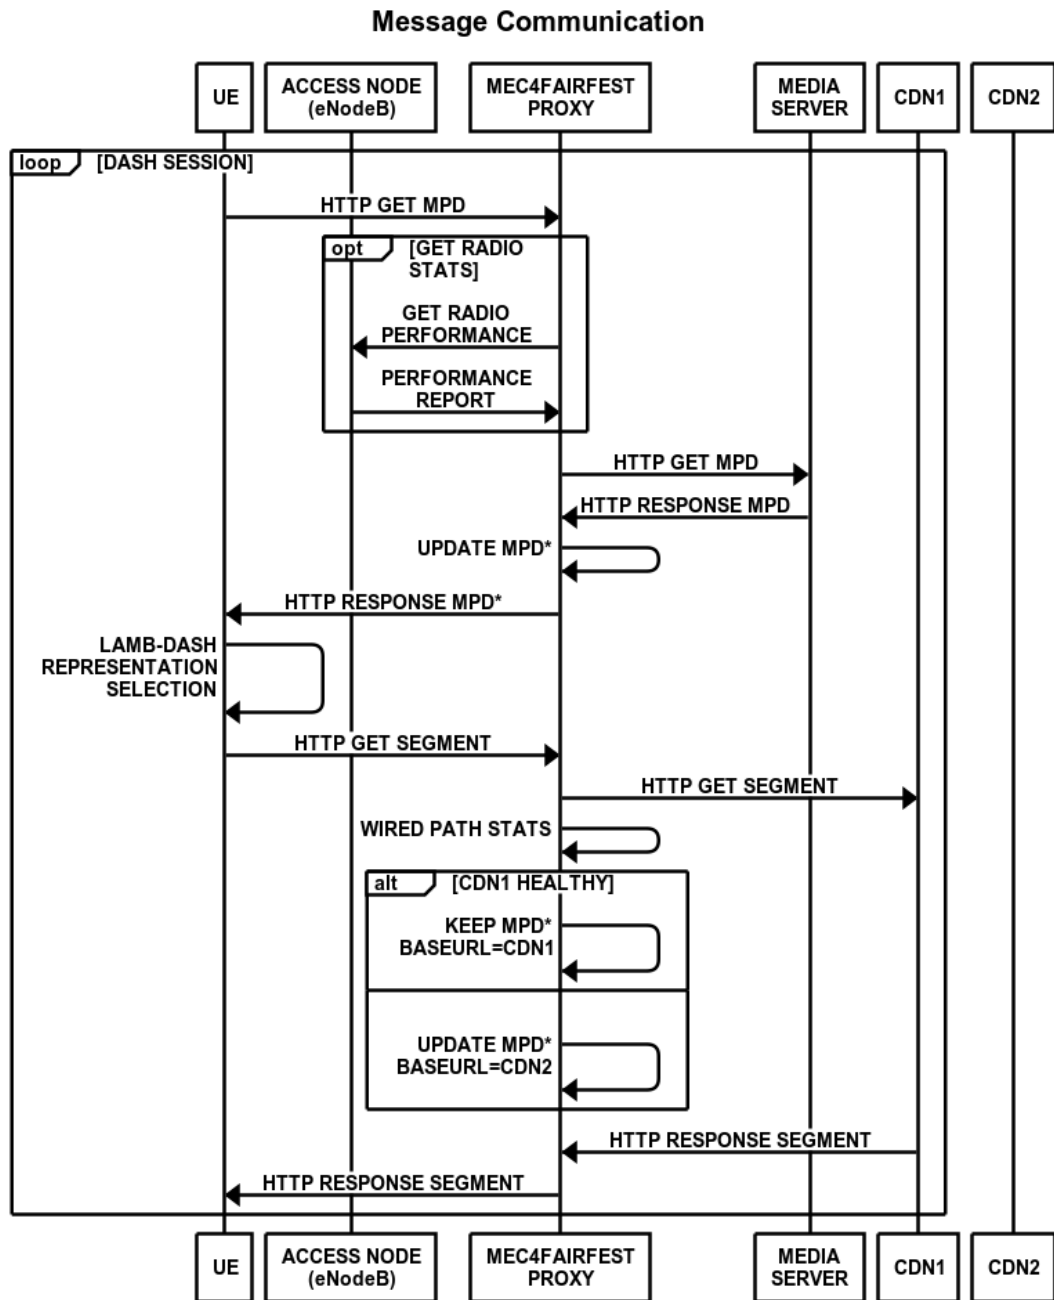 Message Communication
UE
ACCESS NODE
(eNodeB)
MEC4FAIRFEST
PROXY
MEDIA
SERVER
CDN1
CDN2
loop
[DASH SESSION]
HTTP GET MPD
opt
[GET RADIO
STATS]
GET RADIO
PERFORMANCE
PERFORMANCE
REPORT
HTTP GET MPD
HTTP RESPONSE MPD
UPDATE MPD*
HTTP RESPONSE MPD*
LAMB-DASH
REPRESENTATION
SELECTION
HTTP GET SEGMENT
HTTP GET SEGMENT
WIRED PATH STATS
alt
[CDN1 HEALTHY]
KEEP MPD*
BASEURL=CDN1
UPDATE MPD*
BASEURL=CDN2
HTTP RESPONSE SEGMENT
HTTP RESPONSE SEGMENT
UE
ACCESS NODE
(eNodeB)
MEC4FAIRFEST
PROXY
MEDIA
SERVER
CDN1
CDN2